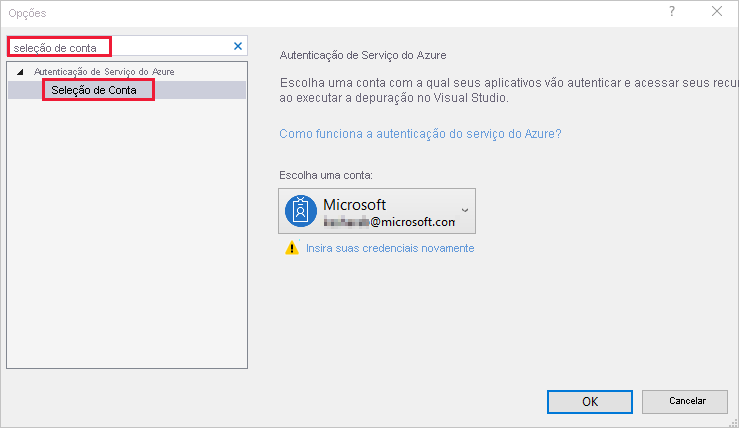 Opções
?
seleção de conta
Autenticação de Serviço do Azure
Seleção de Conta
Autenticação de Serviço do Azure
Escolha uma conta com a qual seus aplicativos vão autenticar e acessar seus recu
ao executar a depuração no Visual Studio.
Como funciona a autenticação do serviço do Azure?
Escolha uma conta:
Microsoft
@microsoft.com
Insira suas credenciais novamente
OK
Cancelar